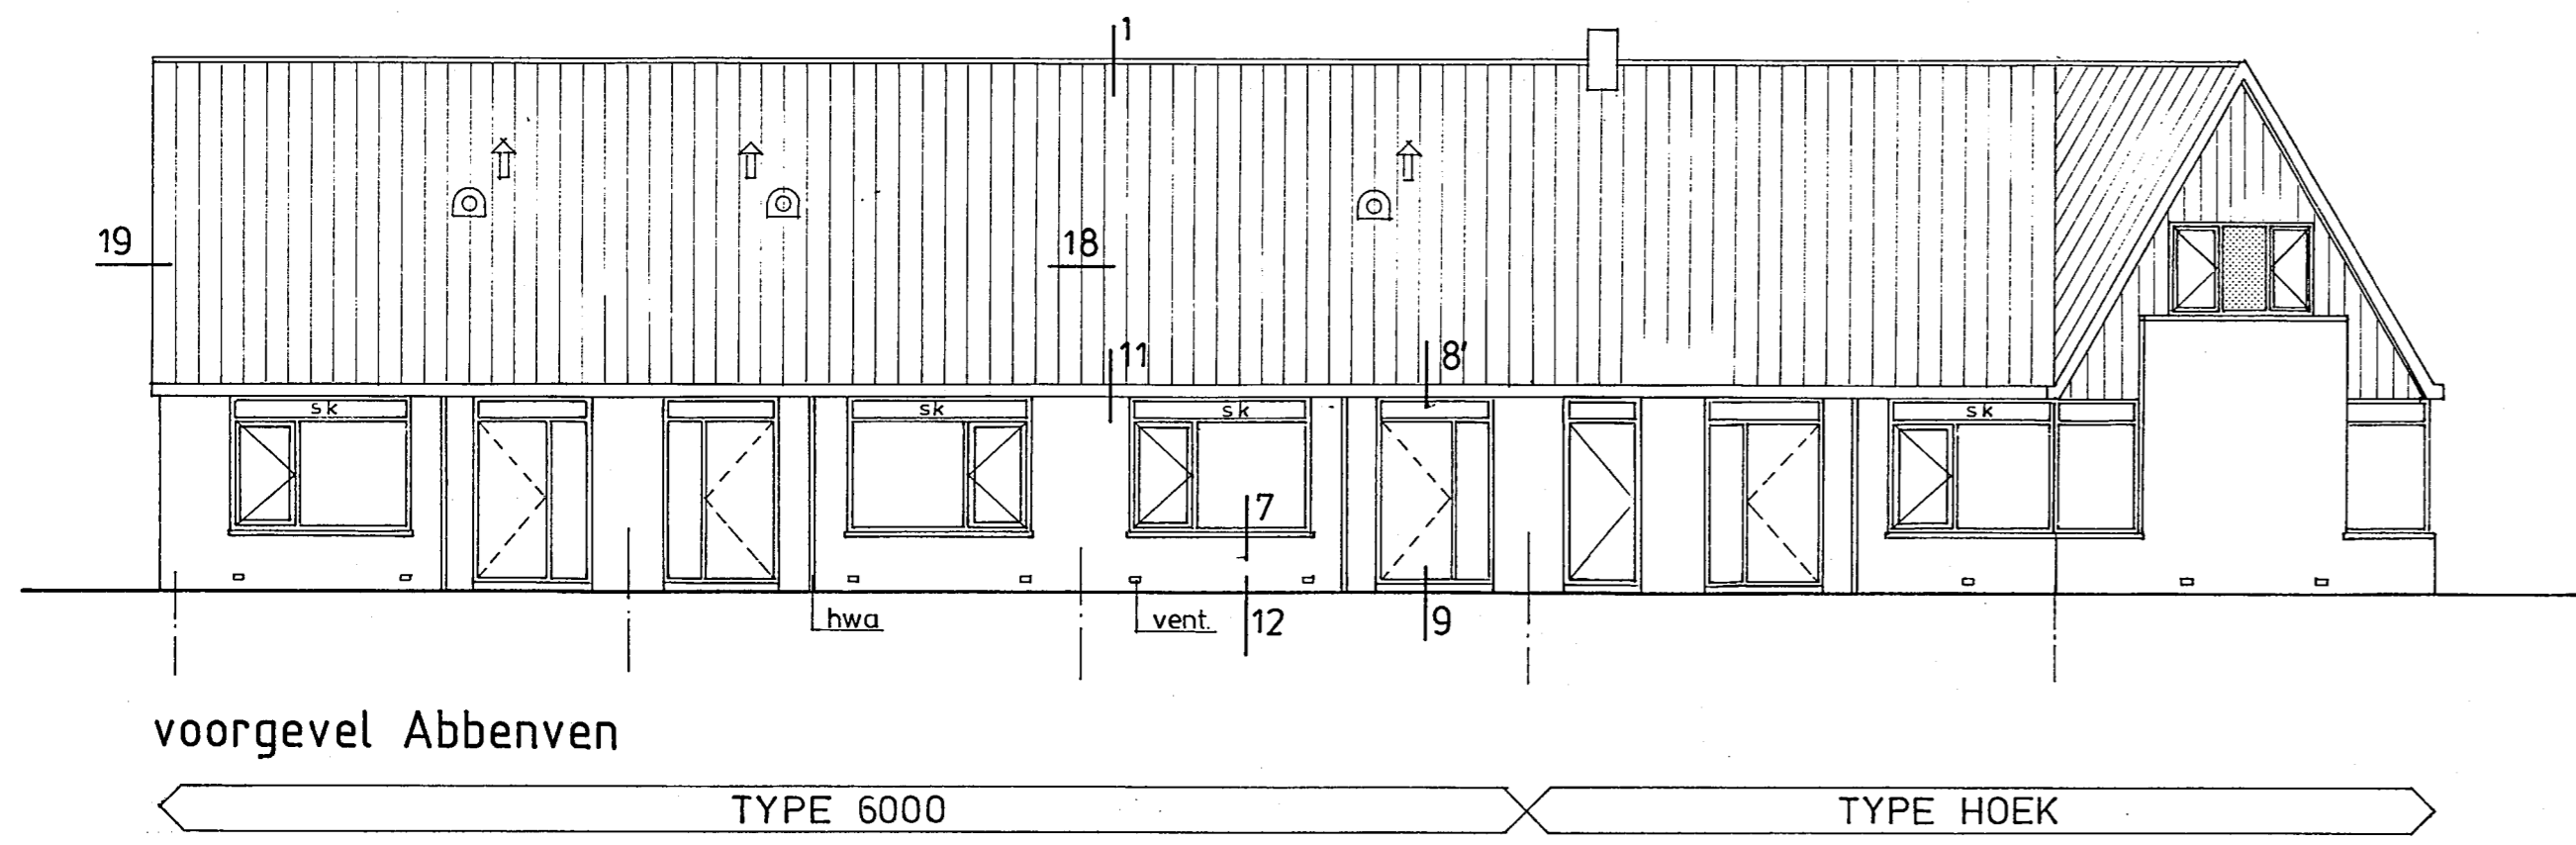 1
19
18
11
8'
sk
sk
sk
sk
7
hwa
vent.
12
9
voorgevel Abbenven
TYPE 6000
TYPE HOEK